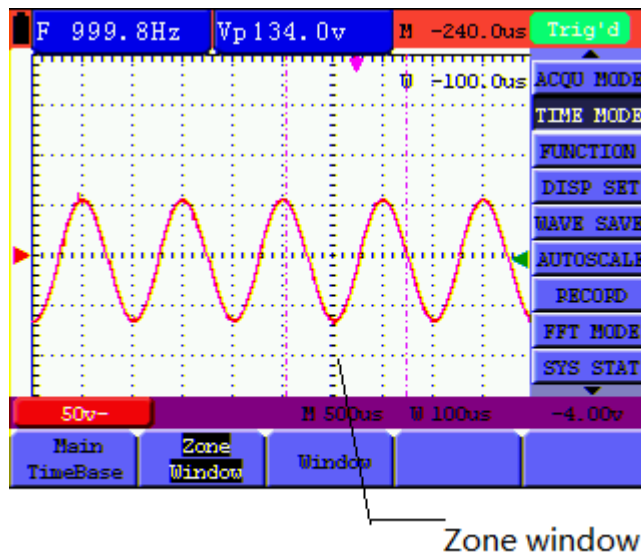 F 999.8Hz Vp134.0v M -240.0us Trig'd
W -100.0us
ACQU MODE
TIME MODE
FUNCTION
DISP SET
WAVE SAVE
AUTOSCALE
RECORD
FFT MODE
SYS STAT
50v~ M 500us W 100us -4.00v
Main TimeBase
Zone Window
Window
Zone window